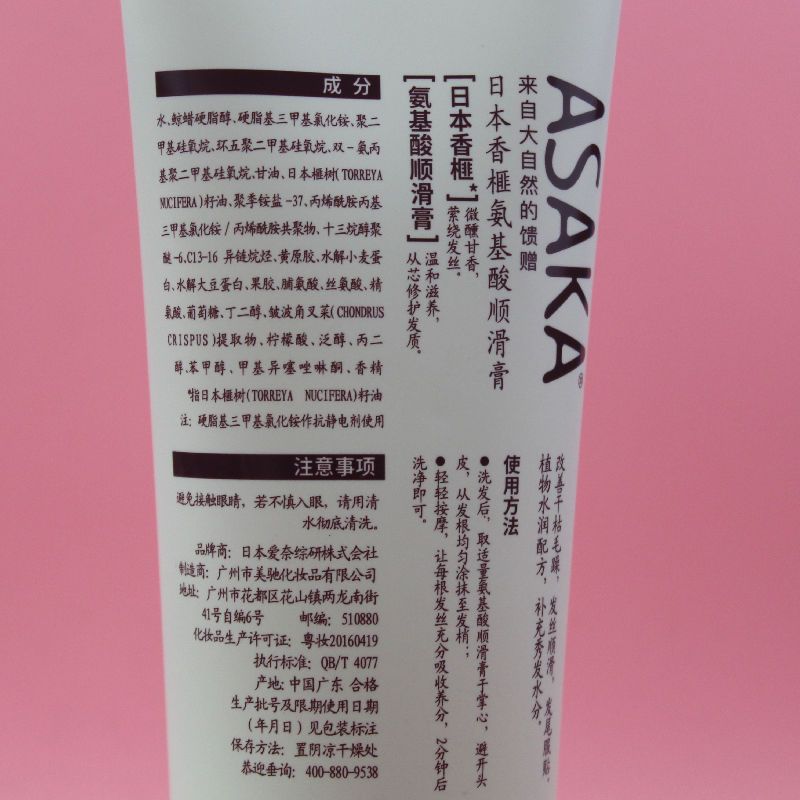 ASAKA®
来自大自然的馈赠
日本香榧氨基酸顺滑膏
[日本香榧*]
微醺甘香，
萦绕发丝。
[氨基酸顺滑膏]
温和滋养，
从芯修护发质。
改善干枯毛躁，发丝顺滑，发尾服贴。
植物水润配方，补充秀发水分。
使用方法
●洗发后，取适量氨基酸顺滑膏于掌心，避开头
皮，从发根均匀涂抹至发梢；
●轻轻按摩，让每根发丝充分吸收养分，2分钟后
洗净即可。
成分
水、鲸蜡硬脂醇、硬脂基三甲基氯化铵、聚二
甲基硅氧烷、环五聚二甲基硅氧烷、双-氨丙
基聚二甲基硅氧烷、甘油、日本榧树(TORREYA
NUCIFERA)籽油、聚季铵盐-37、丙烯酰胺丙基
三甲基氯化铵/丙烯酰胺共聚物、十三烷醇聚
醚-6、C13-16 异链烷烃、黄原胶、水解小麦蛋
白、水解大豆蛋白、果胶、脯氨酸、丝氨酸、精
氨酸、葡萄糖、丁二醇、皱波角叉菜(CHONDRUS
CRISPUS)提取物、柠檬酸、泛醇、丙二
醇、苯甲醇、甲基异噻唑啉酮、香精
*指日本榧树(TORREYA NUCIFERA)籽油
注：硬脂基三甲基氯化铵作抗静电剂使用
注意事项
避免接触眼睛，若不慎入眼，请用清
水彻底清洗。
品牌商：日本爱奈综研株式会社
制造商：广州市美驰化妆品有限公司
地址：广州市花都区花山镇两龙南街
41号自编6号 邮编：510880
化妆品生产许可证：粤妆20160419
执行标准：QB/T 4077
产地:中国广东 合格
生产批号及限期使用日期
（年月日）见包装标注
保存方法：置阴凉干燥处
恭迎垂询：400-880-9538